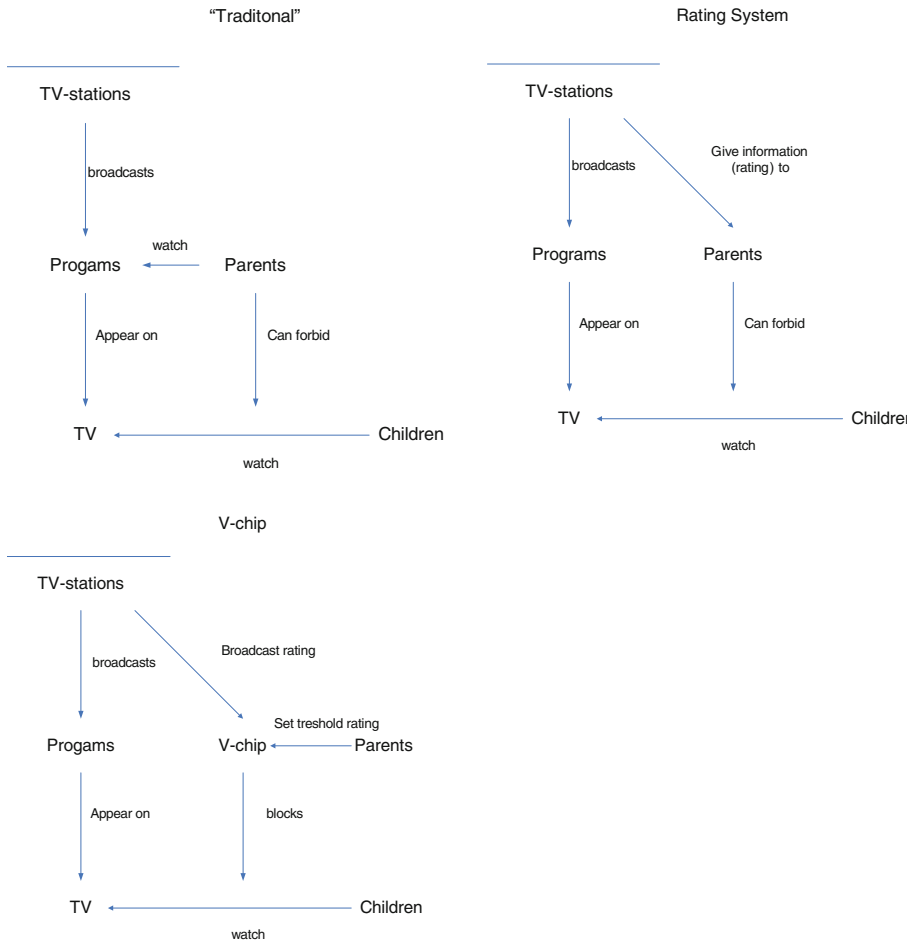 “Traditonal”
TV-stations
broadcasts
watch
Progams
Parents
Appear on
Can forbid
TV
Children
watch
Rating System
TV-stations
Give information
(rating) to
broadcasts
Programs
Parents
Appear on
Can forbid
TV
Children
watch
V-chip
TV-stations
Broadcast rating
broadcasts
Set treshold rating
Progams
V-chip
Parents
Appear on
blocks
TV
Children
watch